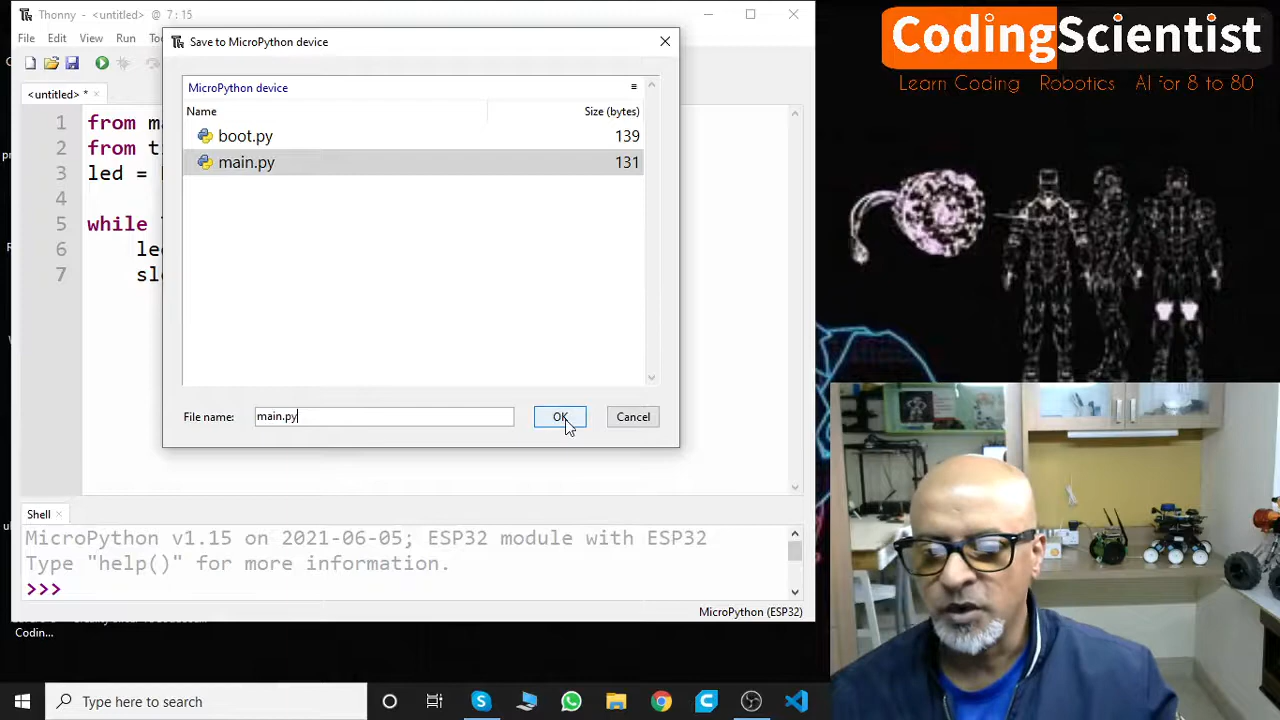 Thonny - <untitled> @ 7 : 15
File Edit View Run
<untitled> *
1 from
2 from
3 led =
4
5 while
6
7
Save to MicroPython device
MicroPython device
Name Size (bytes)
boot.py 139
main.py 131
File name: main.py OK Cancel
Shell
MicroPython v1.15 on 2021-06-05; ESP32 module with ESP32
Type "help()" for more information.
>>>
MicroPython (ESP32)
Codin...
Type here to search
CodingScientist
Learn Coding Robotics AI for 8 to 80